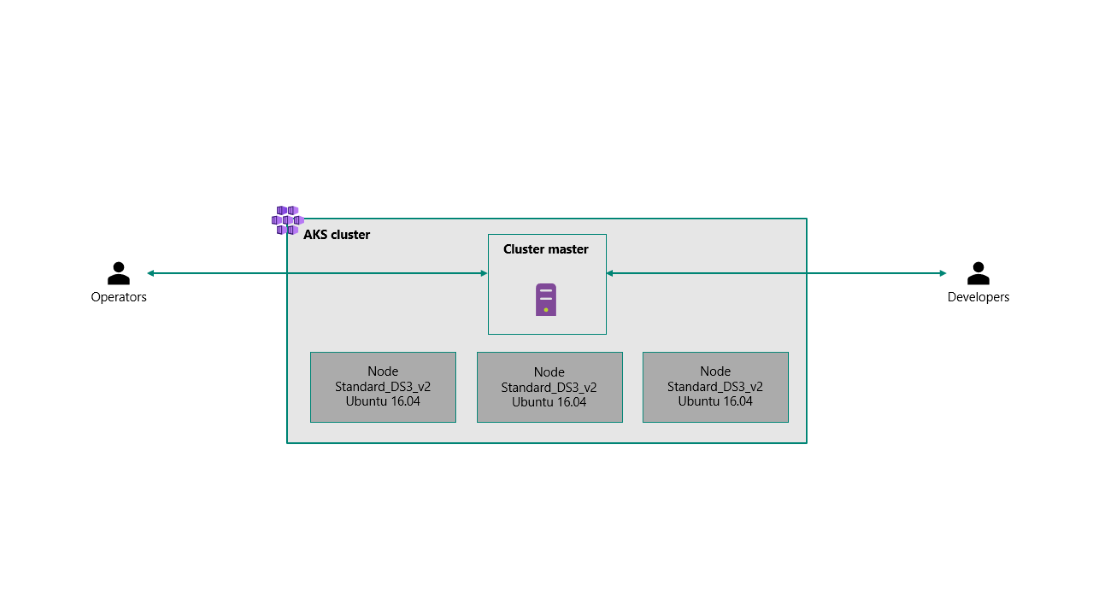 AKS cluster
Cluster master
Operators
Developers
Node
Standard_DS3_v2
Ubuntu 16.04
Node
Standard_DS3_v2
Ubuntu 16.04
Node
Standard_DS3_v2
Ubuntu 16.04